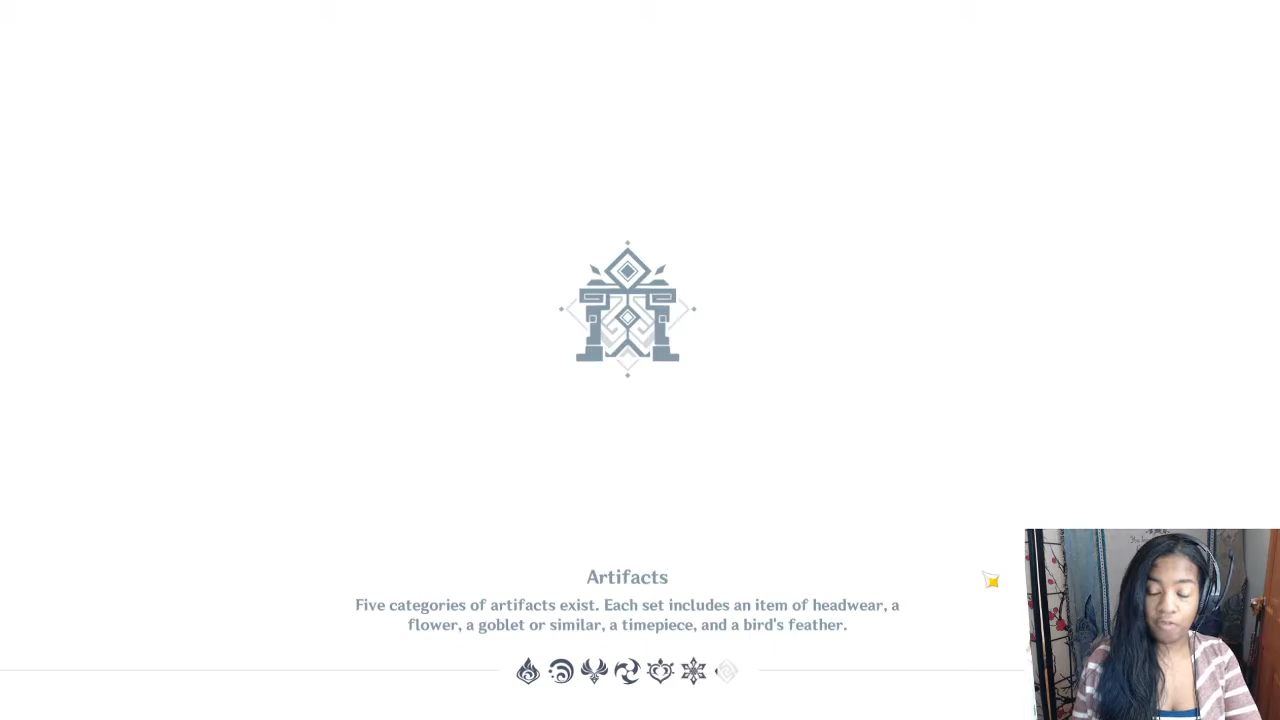 Artifacts
Five categories of artifacts exist. Each set includes an item of headwear, a
flower, a goblet or similar, a timepiece, and a bird's feather.